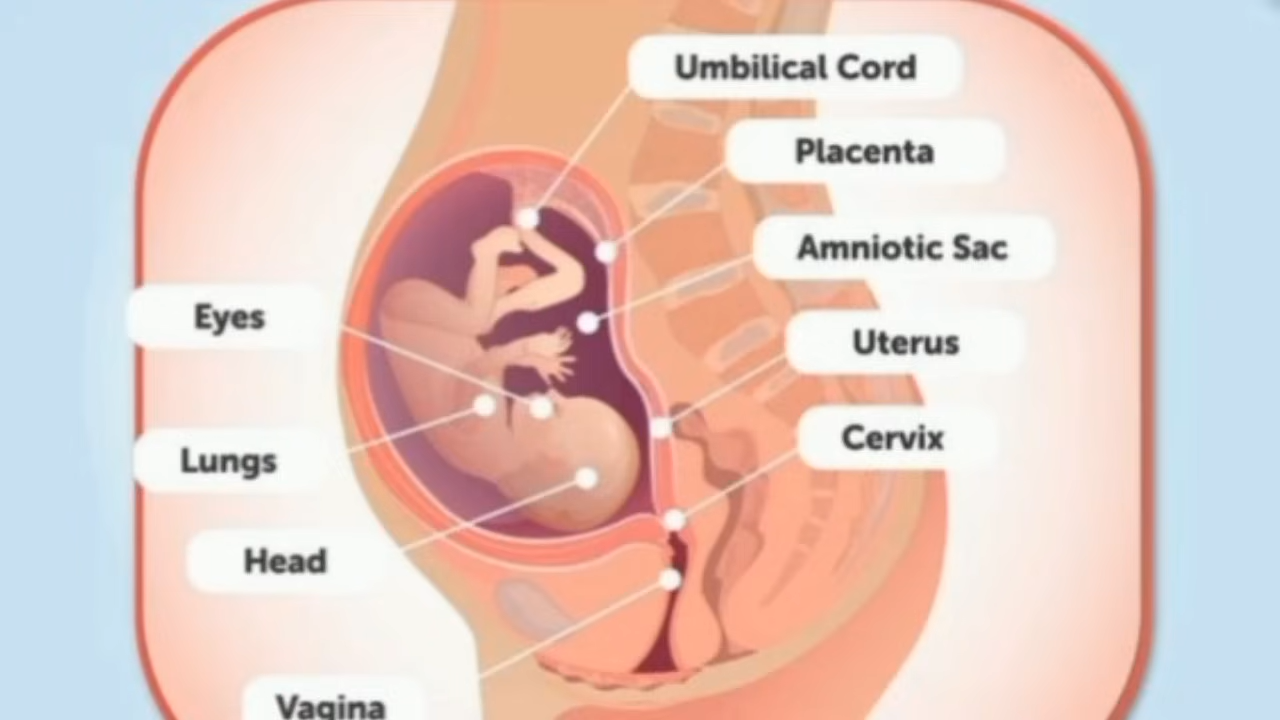 Umbilical Cord
Placenta
Amniotic Sac
Eyes
Uterus
Cervix
Lungs
Head
Vagina